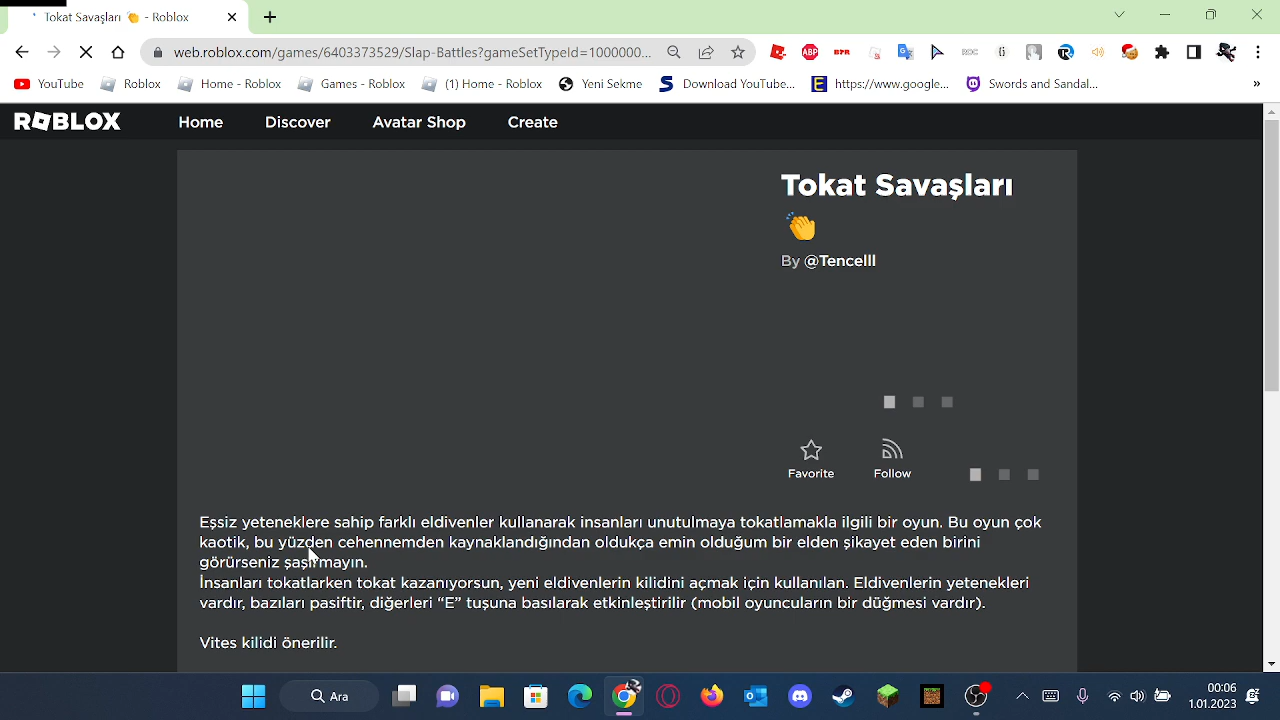 Tokat Savaşları 👏 - Roblox
web.roblox.com/games/6403373529/Slap-Battles?gameSetTypeId=1000000...
ABP
YouTube
Roblox
Home - Roblox
Games - Roblox
(1) Home - Roblox
Yeni Sekme
Download YouTube...
https://www.google...
Swords and Sandal...
»
ROBLOX
Home
Discover
Avatar Shop
Create
Tokat Savaşları
👏
By @Tencelll
Favorite
Follow
Eşsiz yeteneklere sahip farklı eldivenler kullanarak insanları unutulmaya tokatlamakla ilgili bir oyun. Bu oyun çok
kaotik, bu yüzden cehennemden kaynaklandığından oldukça emin olduğum bir elden şikayet eden birini
görürseniz şaşırmayın.
İnsanları tokatlarken tokat kazanıyorsun, yeni eldivenlerin kilidini açmak için kullanılan. Eldivenlerin yetenekleri
vardır, bazıları pasiftir, diğerleri “E” tuşuna basılarak etkinleştirilir (mobil oyuncuların bir düğmesi vardır).
Vites kilidi önerilir.
Ara
00:06
1.01.2023